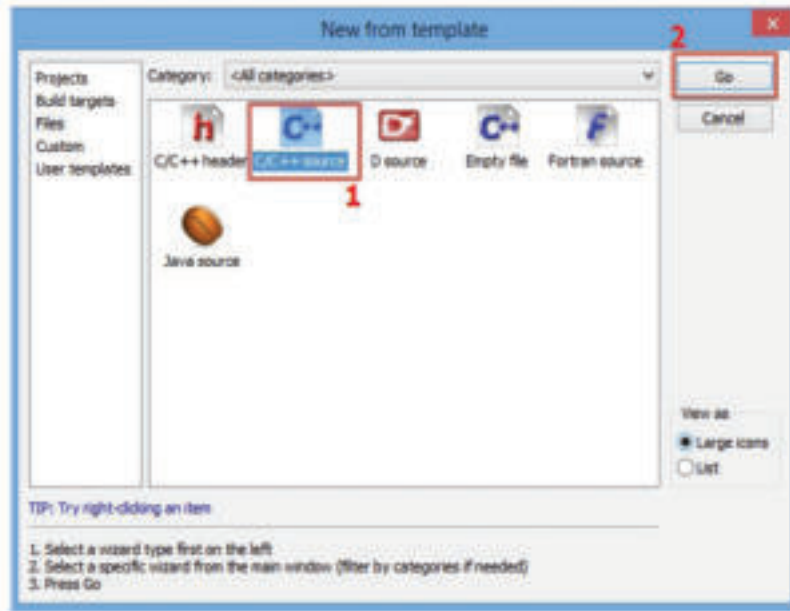 New from template
2
Projects
Build targets
Files
Custom
User templates
Category: <All categories>
Go
Cancel
C/C++ header
C/C++ source
D source
Empty file
Fortran source
1
Java source
View as
Large icons
List
TIP: Try right-clicking an item
1. Select a wizard type first on the left
2. Select a specific wizard from the main window (filter by categories if needed)
3. Press Go